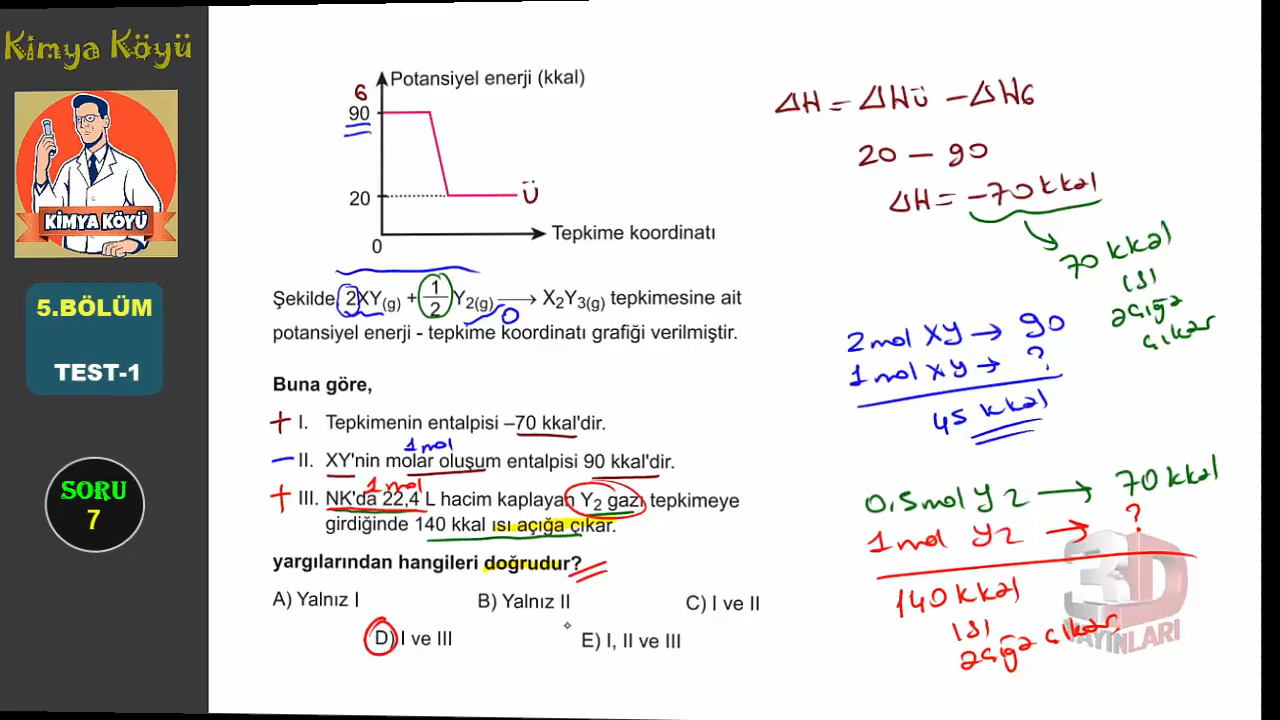 Kimya Köyü
KİMYA KÖYÜ
5.BÖLÜM
TEST-1
SORU
7
Potansiyel enerji (kkal)
G
90
20
Ü
0
Tepkime koordinatı
Şekilde 2XY(g) + 1/2 Y2(g) → X2Y3(g) tepkimesine ait
0
potansiyel enerji - tepkime koordinatı grafiği verilmiştir.
Buna göre,
+ I. Tepkimenin entalpisi –70 kkal'dir.
1 mol
– II. XY'nin molar oluşum entalpisi 90 kkal'dir.
1 mol
+ III. NK'da 22,4 L hacim kaplayan Y2 gazı tepkimeye
girdiğinde 140 kkal ısı açığa çıkar.
yargılarından hangileri doğrudur?
A) Yalnız I
B) Yalnız II
C) I ve II
D) I ve III
E) I, II ve III
ΔH = ΔHÜ – ΔHG
20 – 90
ΔH = –70 kkal
70 kkal
ısı
açığa
çıkar
2 mol XY → 90
1 mol XY → ?
45 kkal
0.5 mol Y2 → 70 kkal
1 mol Y2 → ?
140 kkal
ısı
açığa çıkar
3D
YAYINLARI